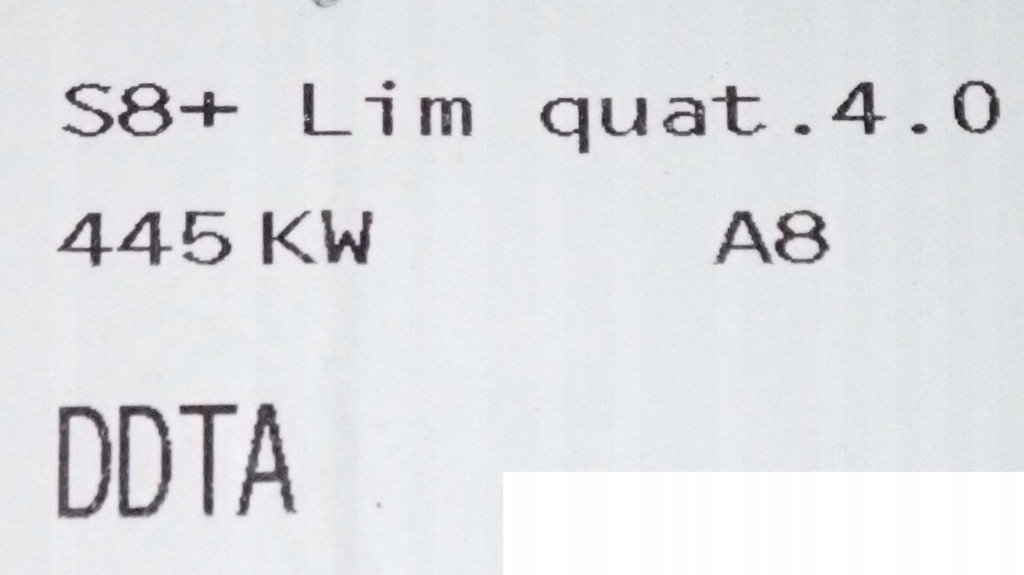 S8+ Lim quat.4.0
445 KW A8
DDTA